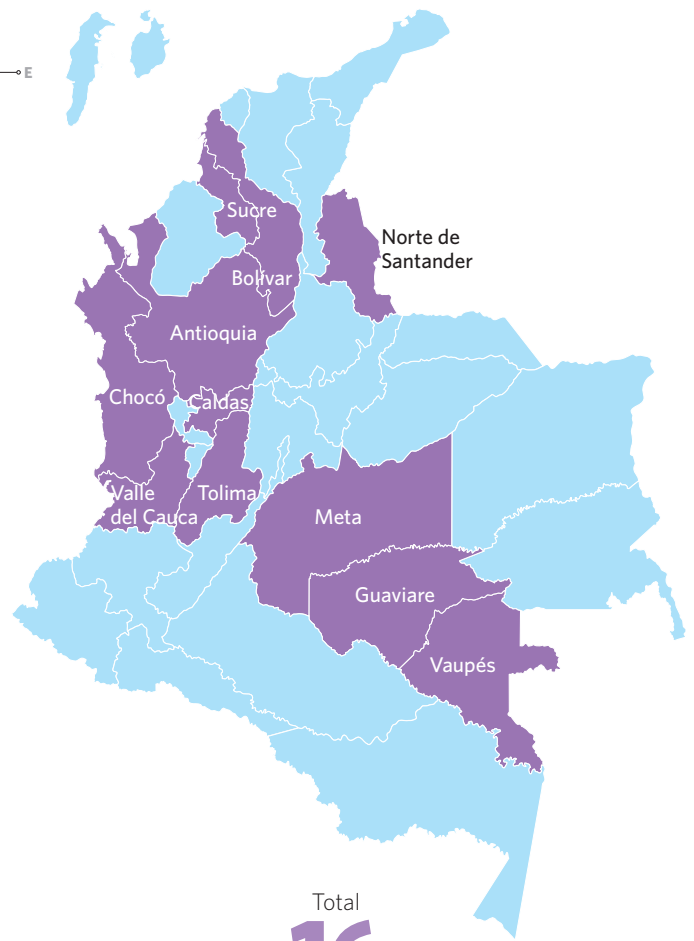 E
Sucre
Norte de
Santander
Bolívar
Antioquia
Chocó
Caldas
Valle
del Cauca
Tolima
Meta
Guaviare
Vaupés
Total